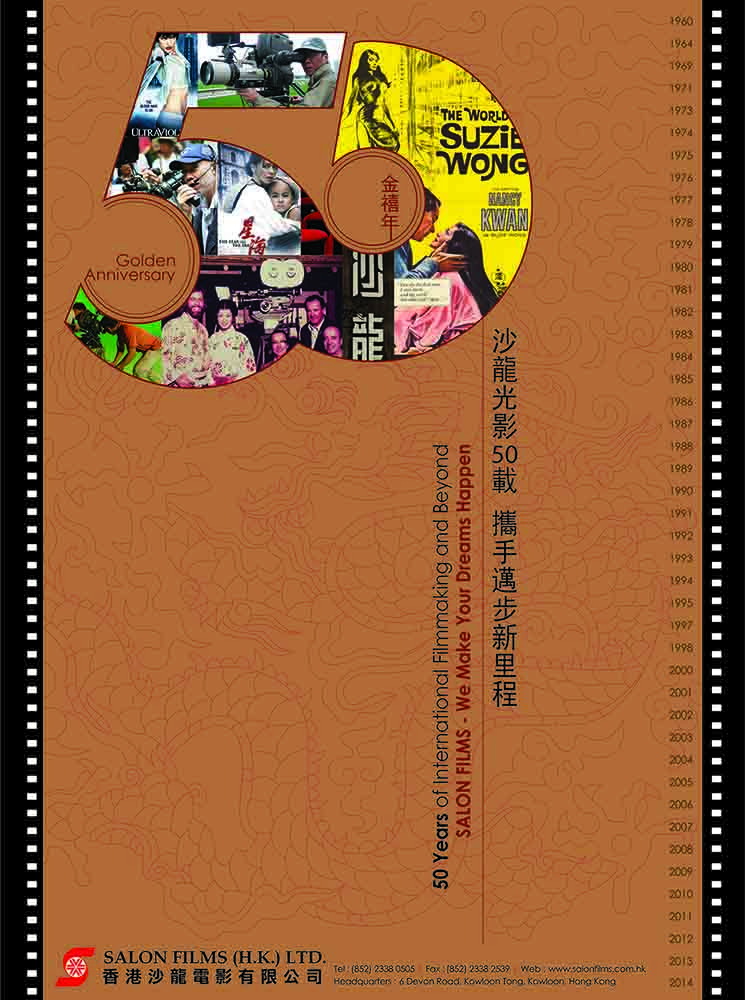 ULTRAVIOL
THE WORLD
SUZIE
WONG
NANCY
KWAN
金禧年
Golden
Anniversary
星海
沙龍
沙龍光影50載 攜手邁步新里程
50 Years of International Filmmaking and Beyond
SALON FILMS - We Make Your Dreams Happen
1960
1964
1969
1971
1973
1974
1975
1976
1977
1978
1979
1980
1981
1982
1983
1984
1985
1986
1987
1988
1989
1990
1991
1992
1993
1994
1995
1997
1998
2000
2001
2002
2003
2004
2005
2006
2007
2008
2009
2010
2011
2012
2013
2014
SALON FILMS (H.K.) LTD.
香港沙龍電影有限公司
Tel : (852) 2338 0505 | Fax : (852) 2338 2539 | Web : www.salonfilms.com.hk
Headquarters : 6 Devon Road, Kowloon Tong, Kowloon, Hong Kong